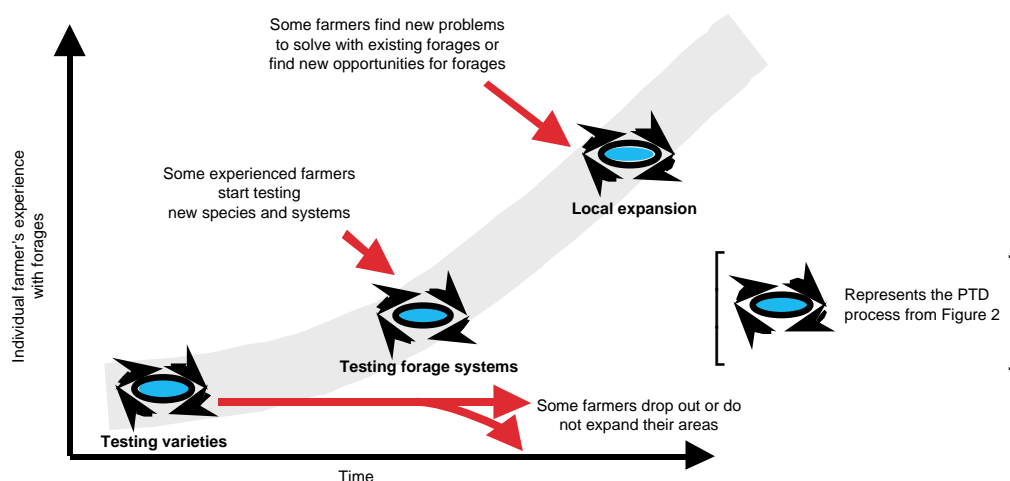 Some farmers find new problems
to solve with existing forages or
find new opportunities for forages
Some experienced farmers
start testing
new species and systems
Local expansion
Individual farmer's experience
with forages
Represents the PTD
process from Figure 2
Testing forage systems
Some farmers drop out or do
not expand their areas
Testing varieties
Time